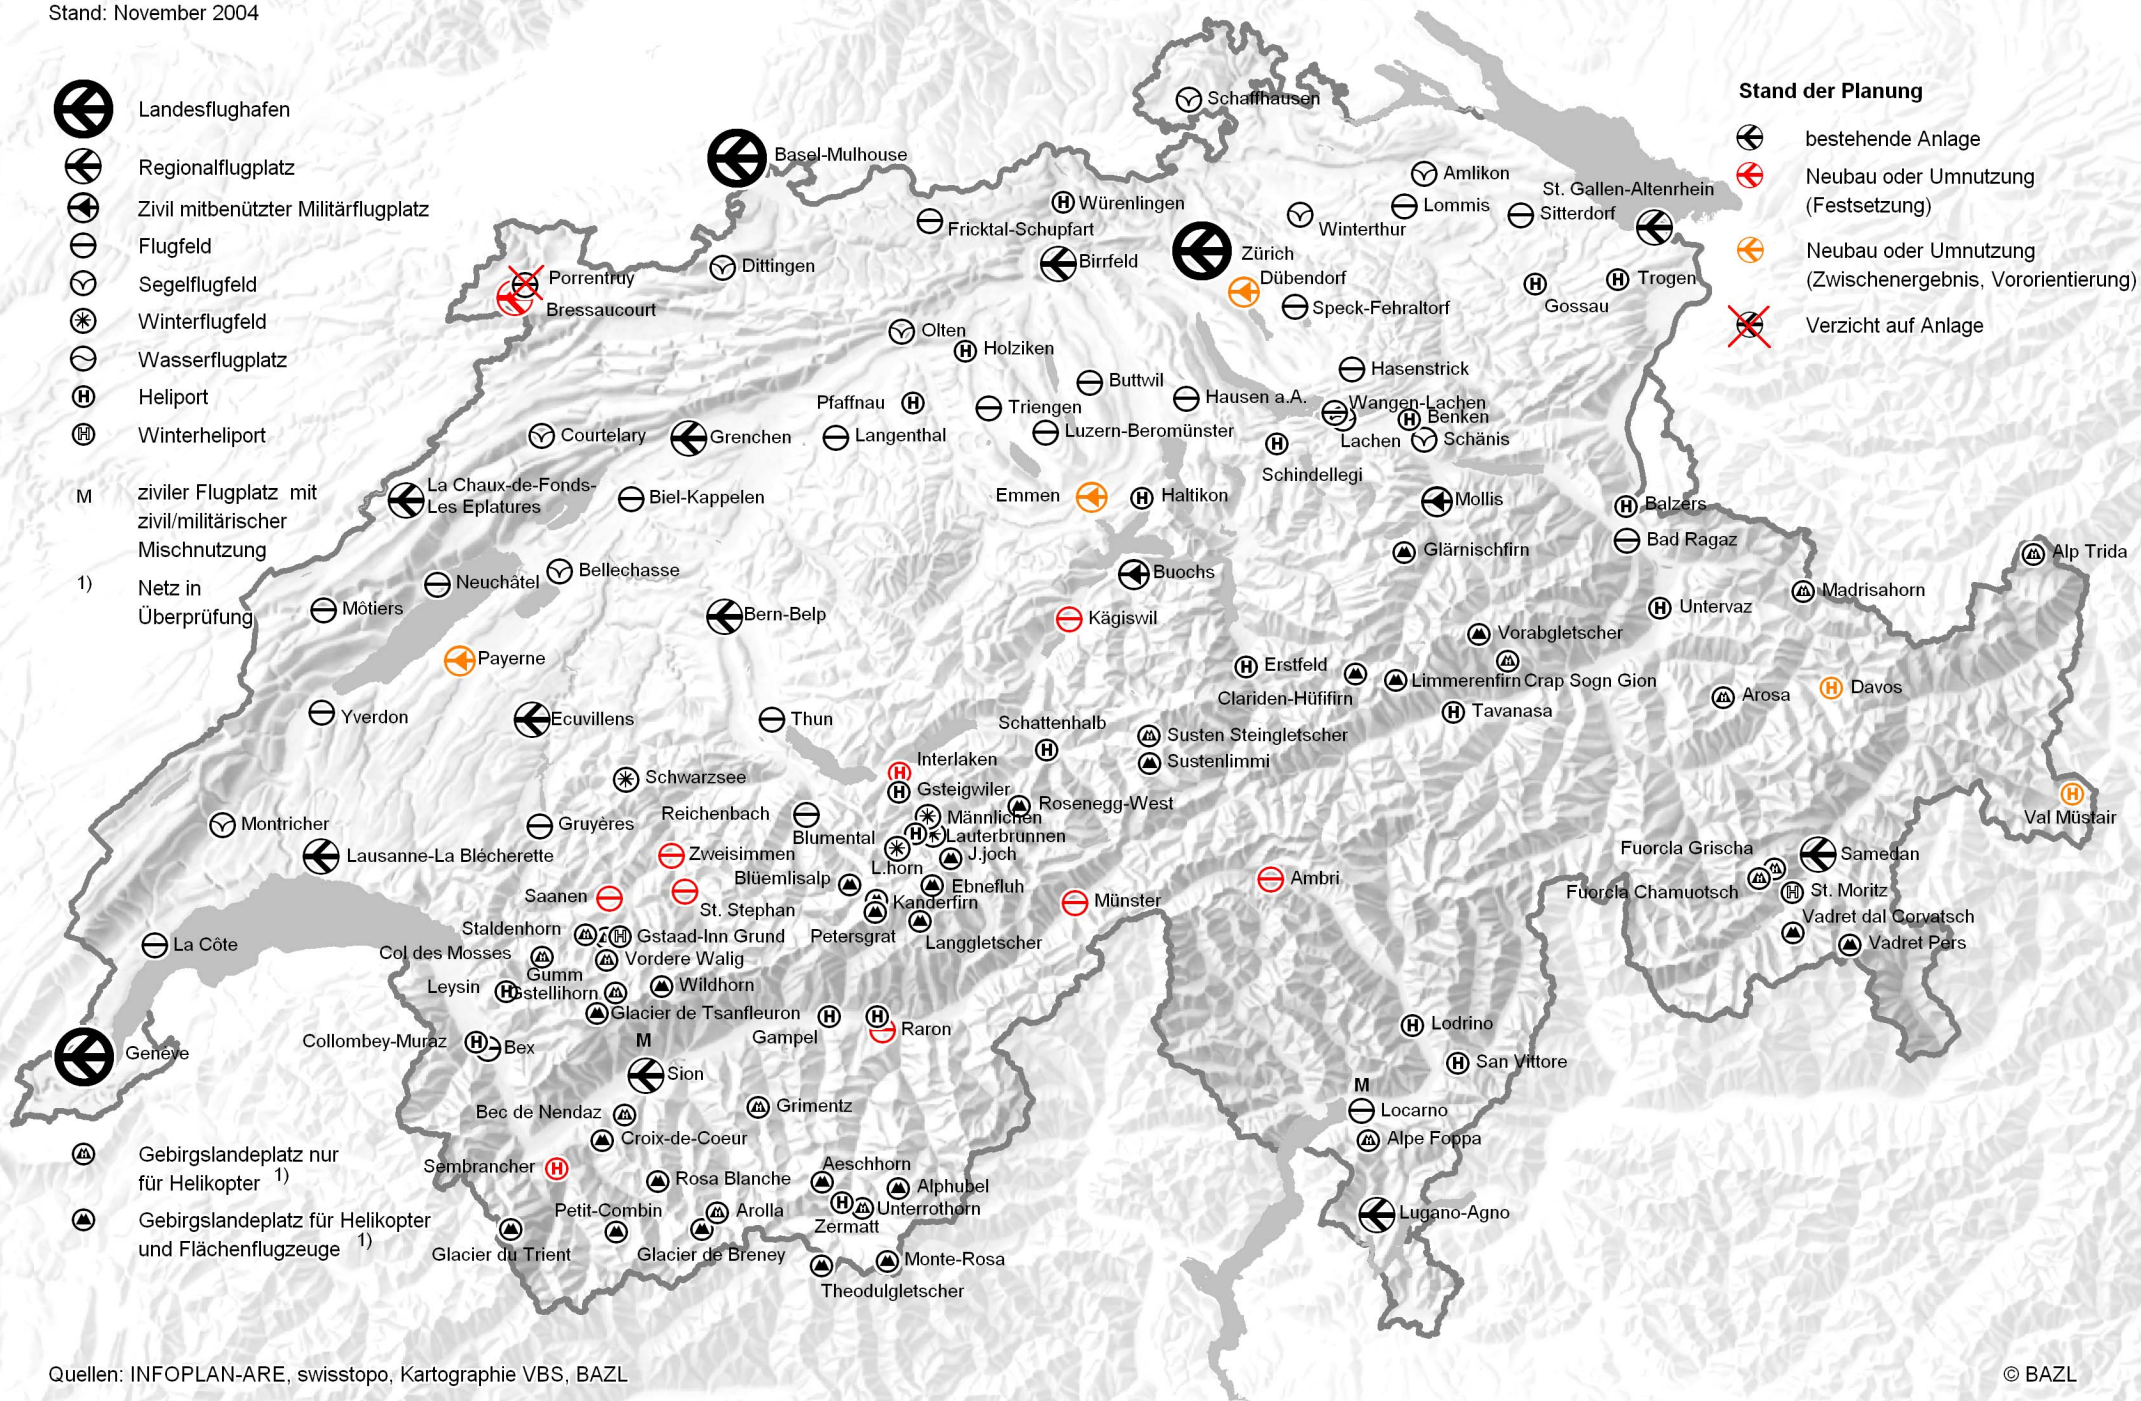 Stand: November 2004
Landesflughafen
Regionalflugplatz
Zivil mitbenützter Militärflugplatz
Flugfeld
Segelflugfeld
Winterflugfeld
Wasserflugplatz
Heliport
Winterheliport
M ziviler Flugplatz mit
zivil/militärischer
Mischnutzung
1) Netz in
Überprüfung
Gebirgslandeplatz nur
für Helikopter 1)
Gebirgslandeplatz für Helikopter
und Flächenflugzeuge 1)
Stand der Planung
bestehende Anlage
Neubau oder Umnutzung
(Festsetzung)
Neubau oder Umnutzung
(Zwischenergebnis, Vororientierung)
Verzicht auf Anlage
Schaffhausen
Basel-Mulhouse
Amlikon
St. Gallen-Altenrhein
Würenlingen
Lommis
Sitterdorf
Fricktal-Schupfart
Winterthur
Zürich
Birrfeld
Dittingen
Porrentruy
Dübendorf
Trogen
Bressaucourt
Speck-Fehraltorf
Gossau
Olten
Holziken
Hasenstrick
Buttwil
Hausen a.A.
Pfaffnau
Triengen
Wangen-Lachen
Benken
Courtelary
Grenchen
Langenthal
Luzern-Beromünster
Lachen
Schänis
Schindellegi
La Chaux-de-Fonds-
Les Eplatures
Biel-Kappelen
Emmen
Haltikon
Mollis
Balzers
Bad Ragaz
Glärnischfirn
Alp Trida
Neuchâtel
Bellechasse
Buochs
Madrisahorn
Môtiers
Bern-Belp
Kägiswil
Untervaz
Vorabgletscher
Payerne
Erstfeld
Limmerenfirn
Crap Sogn Gion
Clariden-Hüfifirn
Arosa
Davos
Yverdon
Ecuvillens
Thun
Schattenhalb
Tavanasa
Susten Steingletscher
Sustenlimmi
Interlaken
Schwarzsee
Gsteigwiler
Reichenbach
Rosenegg-West
Männlichen
Val Müstair
Montricher
Gruyères
Blumental
Lauterbrunnen
Lausanne-La Blécherette
Zweisimmen
J.joch
L.horn
Fuorcla Grischa
Samedan
Blüemlisalp
Ebnefluh
Ambri
Fuorcla Chamuotsch
St. Moritz
Saanen
St. Stephan
Kanderfirn
Münster
Vadret dal Corvatsch
Staldenhorn
Gstaad-Inn Grund
Petersgrat
Langgletscher
Vadret Pers
La Côte
Col des Mosses
Vordere Walig
Gumm
Leysin
Gstellihorn
Wildhorn
Glacier de Tsanfleuron
Gampel
Raron
Lodrino
Collombey-Muraz
Bex
M
Genève
Sion
San Vittore
M
Bec de Nendaz
Grimentz
Locarno
Croix-de-Coeur
Alpe Foppa
Sembrancher
Rosa Blanche
Aeschhorn
Alphubel
Petit-Combin
Arolla
Unterrothorn
Zermatt
Lugano-Agno
Glacier du Trient
Glacier de Breney
Monte-Rosa
Theodulgletscher
Quellen: INFOPLAN-ARE, swisstopo, Kartographie VBS, BAZL
© BAZL